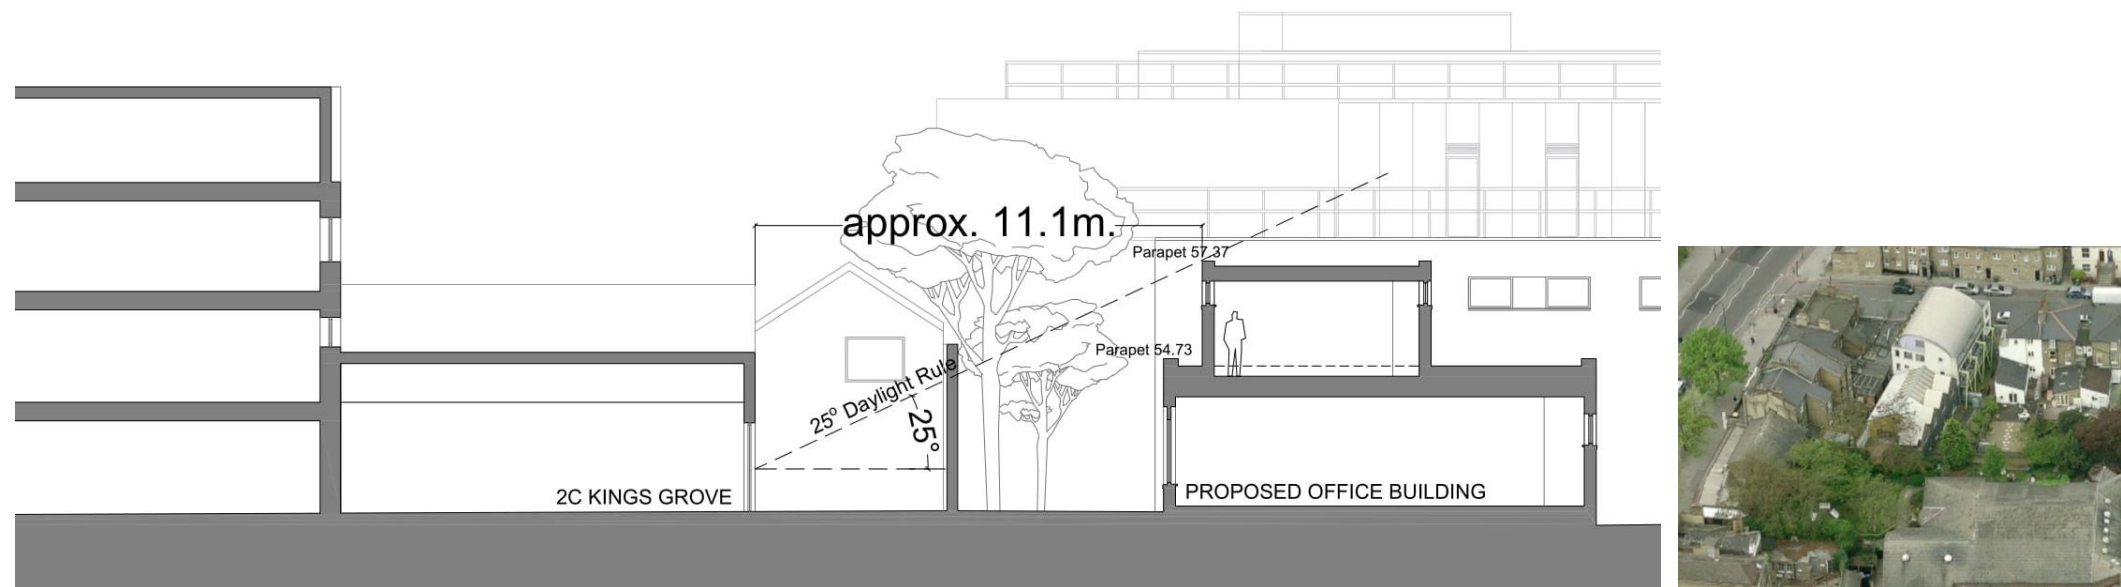 approx. 11.1m.
Parapet 57.37
Parapet 54.73
25° Daylight Rule
25°
2C KINGS GROVE
PROPOSED OFFICE BUILDING